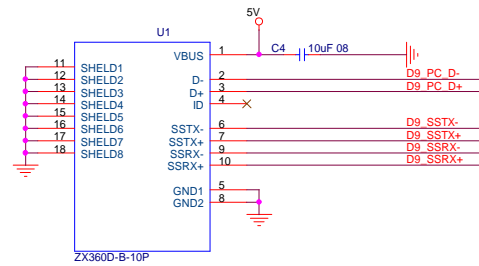 5V
U1
C4 10uF 08
VBUS 1
11 SHELD1
12 SHELD2
13 SHELD3
14 SHELD4
15 SHELD5
16 SHELD6
17 SHELD7
18 SHELD8
D- 2 D9_PC_D-
D+ 3 D9_PC_D+
ID 4
SSTX- 6 D9_SSTX-
SSTX+ 7 D9_SSTX+
SSRX- 9 D9_SSRX-
SSRX+ 10 D9_SSRX+
GND1 5
GND2 8
ZX360D-B-10P